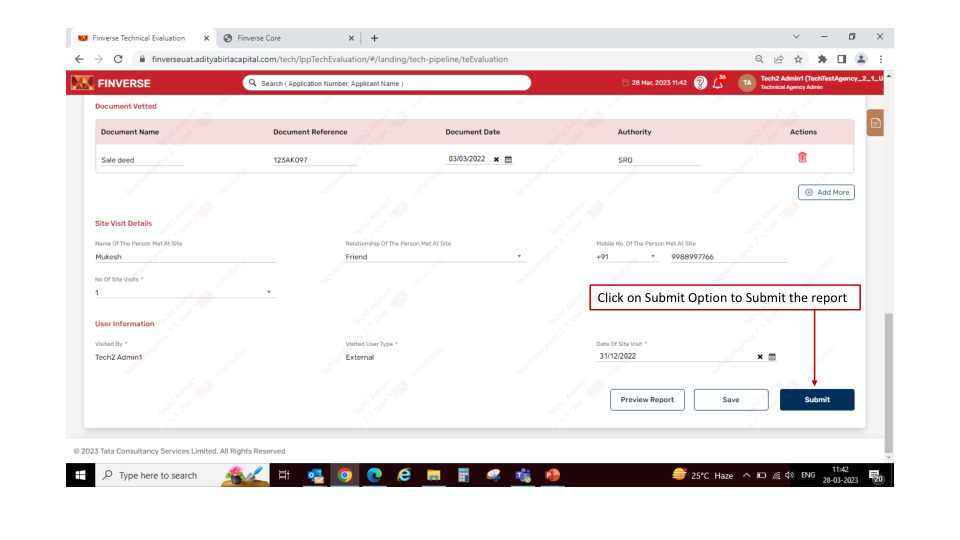 Finverse Technical Evaluation
Finverse Core
finverseuat.adityabirlacapital.com/tech/lppTechEvaluation/#/landing/tech-pipeline/teEvaluation
FINVERSE
Search ( Application Number, Applicant Name )
28 Mar, 2023 11:42
36
TA
Tech2 Admin1 (TechTestAgency_2_1_U
Technical Agency Admin
Document Vetted
Document Name Document Reference Document Date Authority Actions
Sale deed 123AK097 03/03/2022 SRO
Add More
Site Visit Details
Name Of The Person Met At Site Relationship Of The Person Met At Site Mobile No. Of The Person Met At Site
Mukesh Friend +91 9988997766
No Of Site Visits *
1
Click on Submit Option to Submit the report
User Information
Visited By * Visited User Type * Date Of Site Visit *
Tech2 Admin1 External 31/12/2022
Preview Report Save Submit
© 2023 Tata Consultancy Services Limited. All Rights Reserved
Type here to search
25°C Haze
ENG
11:42
28-03-2023
20